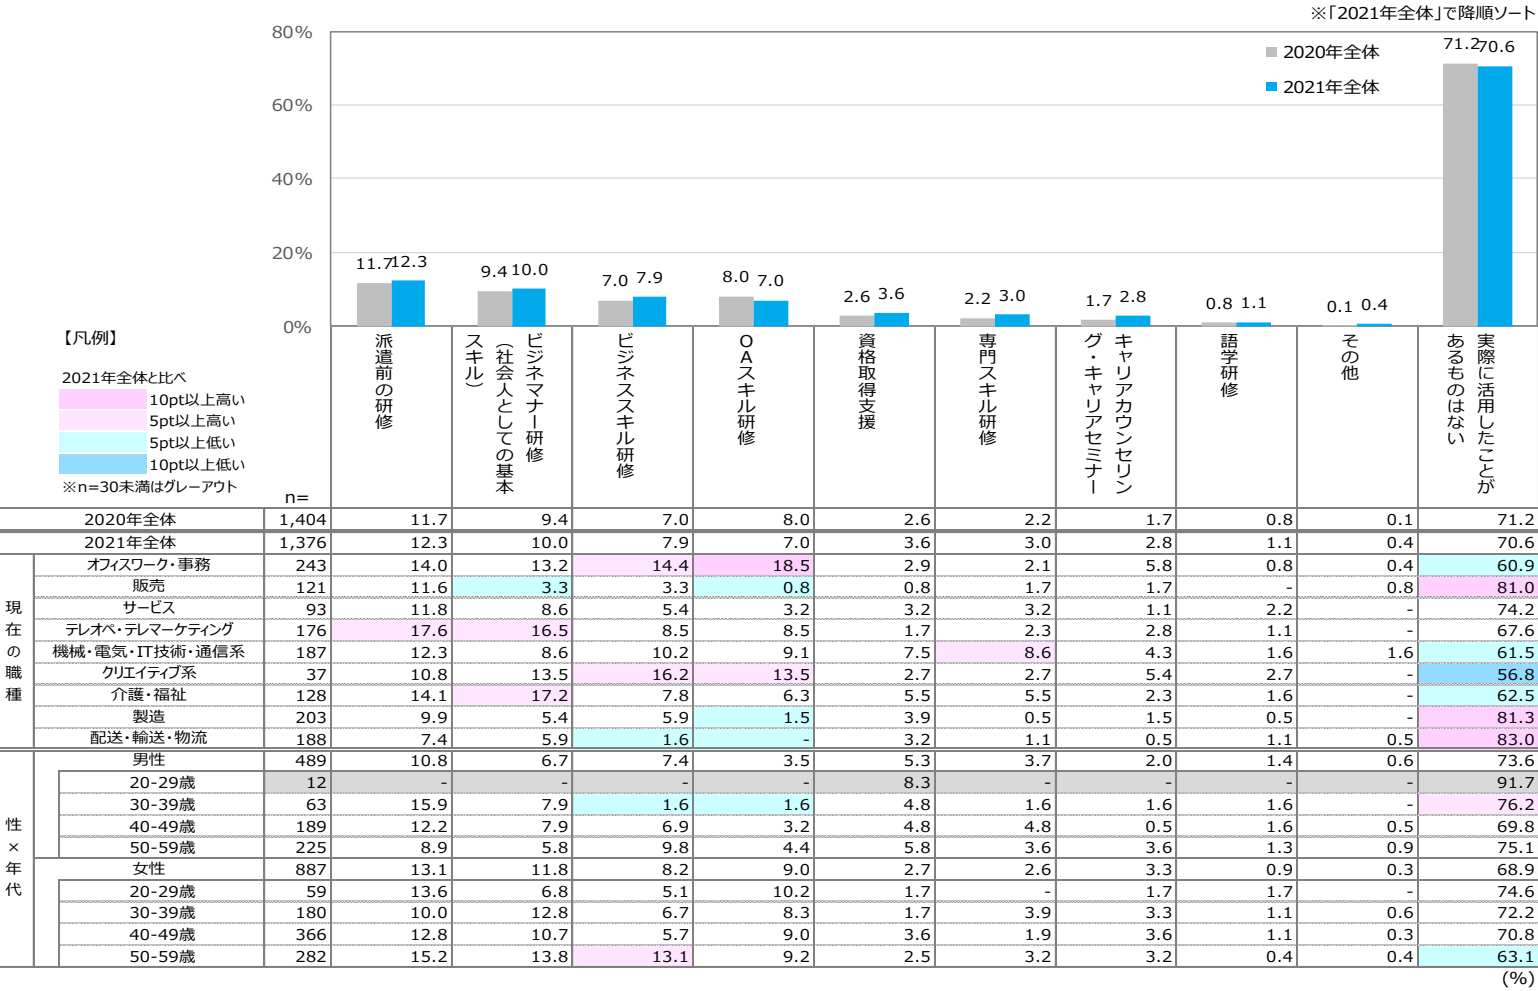 ※「2021年全体」で降順ソート
80%
60%
40%
20%
0%
2020年全体
2021年全体
11.7 12.3
9.4 10.0
7.0 7.9
8.0 7.0
2.6 3.6
2.2 3.0
1.7 2.8
0.8 1.1
0.1 0.4
71.2 70.6
派遣前の研修
ビジネマナー研修
（社会人としての基本
スキル）
ビジネススキル研修
OAスキル研修
資格取得支援
専門スキル研修
キャリアカウンセリン
グ・キャリアセミナー
語学研修
その他
実際に活用したことが
あるものはない
【凡例】
2021年全体と比べ
10pt以上高い
5pt以上高い
5pt以上低い
10pt以上低い
※n=30未満はグレーアウト
n=
2020年全体 1,404 11.7 9.4 7.0 8.0 2.6 2.2 1.7 0.8 0.1 71.2
2021年全体 1,376 12.3 10.0 7.9 7.0 3.6 3.0 2.8 1.1 0.4 70.6
現在の職種
オフィスワーク・事務 243 14.0 13.2 14.4 18.5 2.9 2.1 5.8 0.8 0.4 60.9
販売 121 11.6 3.3 3.3 0.8 0.8 1.7 1.7 - 0.8 81.0
サービス 93 11.8 8.6 5.4 3.2 3.2 3.2 1.1 2.2 - 74.2
テレオペ・テレマーケティング 176 17.6 16.5 8.5 8.5 1.7 2.3 2.8 1.1 - 67.6
機械・電気・IT技術・通信系 187 12.3 8.6 10.2 9.1 7.5 8.6 4.3 1.6 1.6 61.5
クリエイティブ系 37 10.8 13.5 16.2 13.5 2.7 2.7 5.4 2.7 - 56.8
介護・福祉 128 14.1 17.2 7.8 6.3 5.5 5.5 2.3 1.6 - 62.5
製造 203 9.9 5.4 5.9 1.5 3.9 0.5 1.5 0.5 - 81.3
配送・輸送・物流 188 7.4 5.9 1.6 - 3.2 1.1 0.5 1.1 0.5 83.0
性×年代
男性 489 10.8 6.7 7.4 3.5 5.3 3.7 2.0 1.4 0.6 73.6
20-29歳 12 - - - - 8.3 - - - - 91.7
30-39歳 63 15.9 7.9 1.6 1.6 4.8 1.6 1.6 1.6 - 76.2
40-49歳 189 12.2 7.9 6.9 3.2 4.8 4.8 0.5 1.6 0.5 69.8
50-59歳 225 8.9 5.8 9.8 4.4 5.8 3.6 3.6 1.3 0.9 75.1
女性 887 13.1 11.8 8.2 9.0 2.7 2.6 3.3 0.9 0.3 68.9
20-29歳 59 13.6 6.8 5.1 10.2 1.7 - 1.7 1.7 - 74.6
30-39歳 180 10.0 12.8 6.7 8.3 1.7 3.9 3.3 1.1 0.6 72.2
40-49歳 366 12.8 10.7 5.7 9.0 3.6 1.9 3.6 1.1 0.3 70.8
50-59歳 282 15.2 13.8 13.1 9.2 2.5 3.2 3.2 0.4 0.4 63.1
(%)